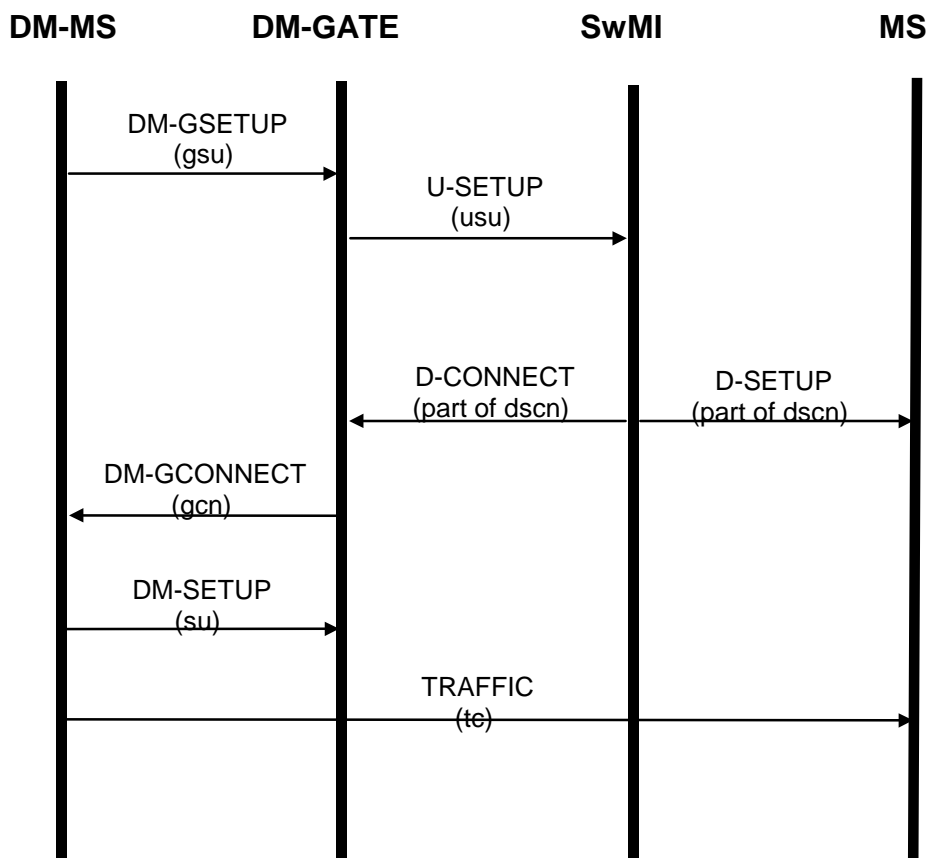 DM-MS DM-GATE SwMI MS
DM-GSETUP
(gsu)
U-SETUP
(usu)
D-CONNECT
(part of dscn)
D-SETUP
(part of dscn)
DM-GCONNECT
(gcn)
DM-SETUP
(su)
TRAFFIC
(tc)